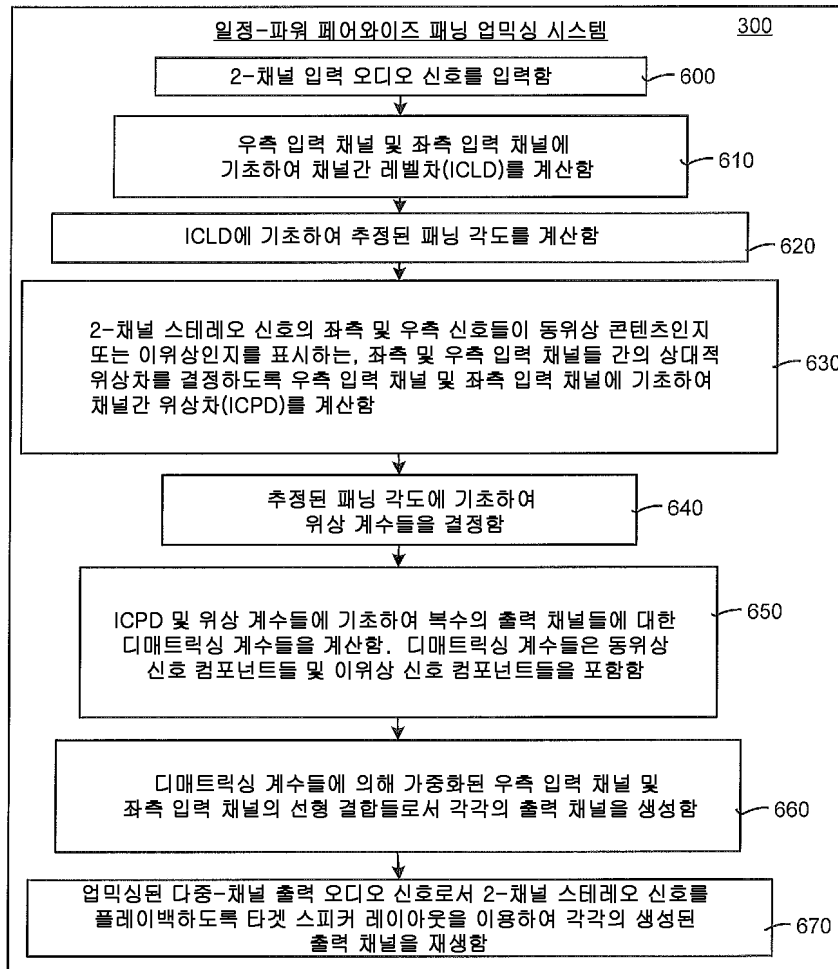 일정-파워 페어와이즈 패닝 업믹싱 시스템
300
2-채널 입력 오디오 신호를 입력함
600
우측 입력 채널 및 좌측 입력 채널에
기초하여 채널간 레벨차(ICLD)를 계산함
610
ICLD에 기초하여 추정된 패닝 각도를 계산함
620
2-채널 스테레오 신호의 좌측 및 우측 신호들이 동위상 콘텐츠인지
또는 이위상인지를 표시하는, 좌측 및 우측 입력 채널들 간의 상대적
위상차를 결정하도록 우측 입력 채널 및 좌측 입력 채널에 기초하여
채널간 위상차(ICPD)를 계산함
630
추정된 패닝 각도에 기초하여
위상 계수들을 결정함
640
ICPD 및 위상 계수들에 기초하여 복수의 출력 채널들에 대한
디매트릭싱 계수들을 계산함. 디매트릭싱 계수들은 동위상
신호 컴포넌트들 및 이위상 신호 컴포넌트들을 포함함
650
디매트릭싱 계수들에 의해 가중화된 우측 입력 채널 및
좌측 입력 채널의 선형 결합들로서 각각의 출력 채널을 생성함
660
업믹싱된 다중-채널 출력 오디오 신호로서 2-채널 스테레오 신호를
플레이백하도록 타겟 스피커 레이아웃을 이용하여 각각의 생성된
출력 채널을 재생함
670